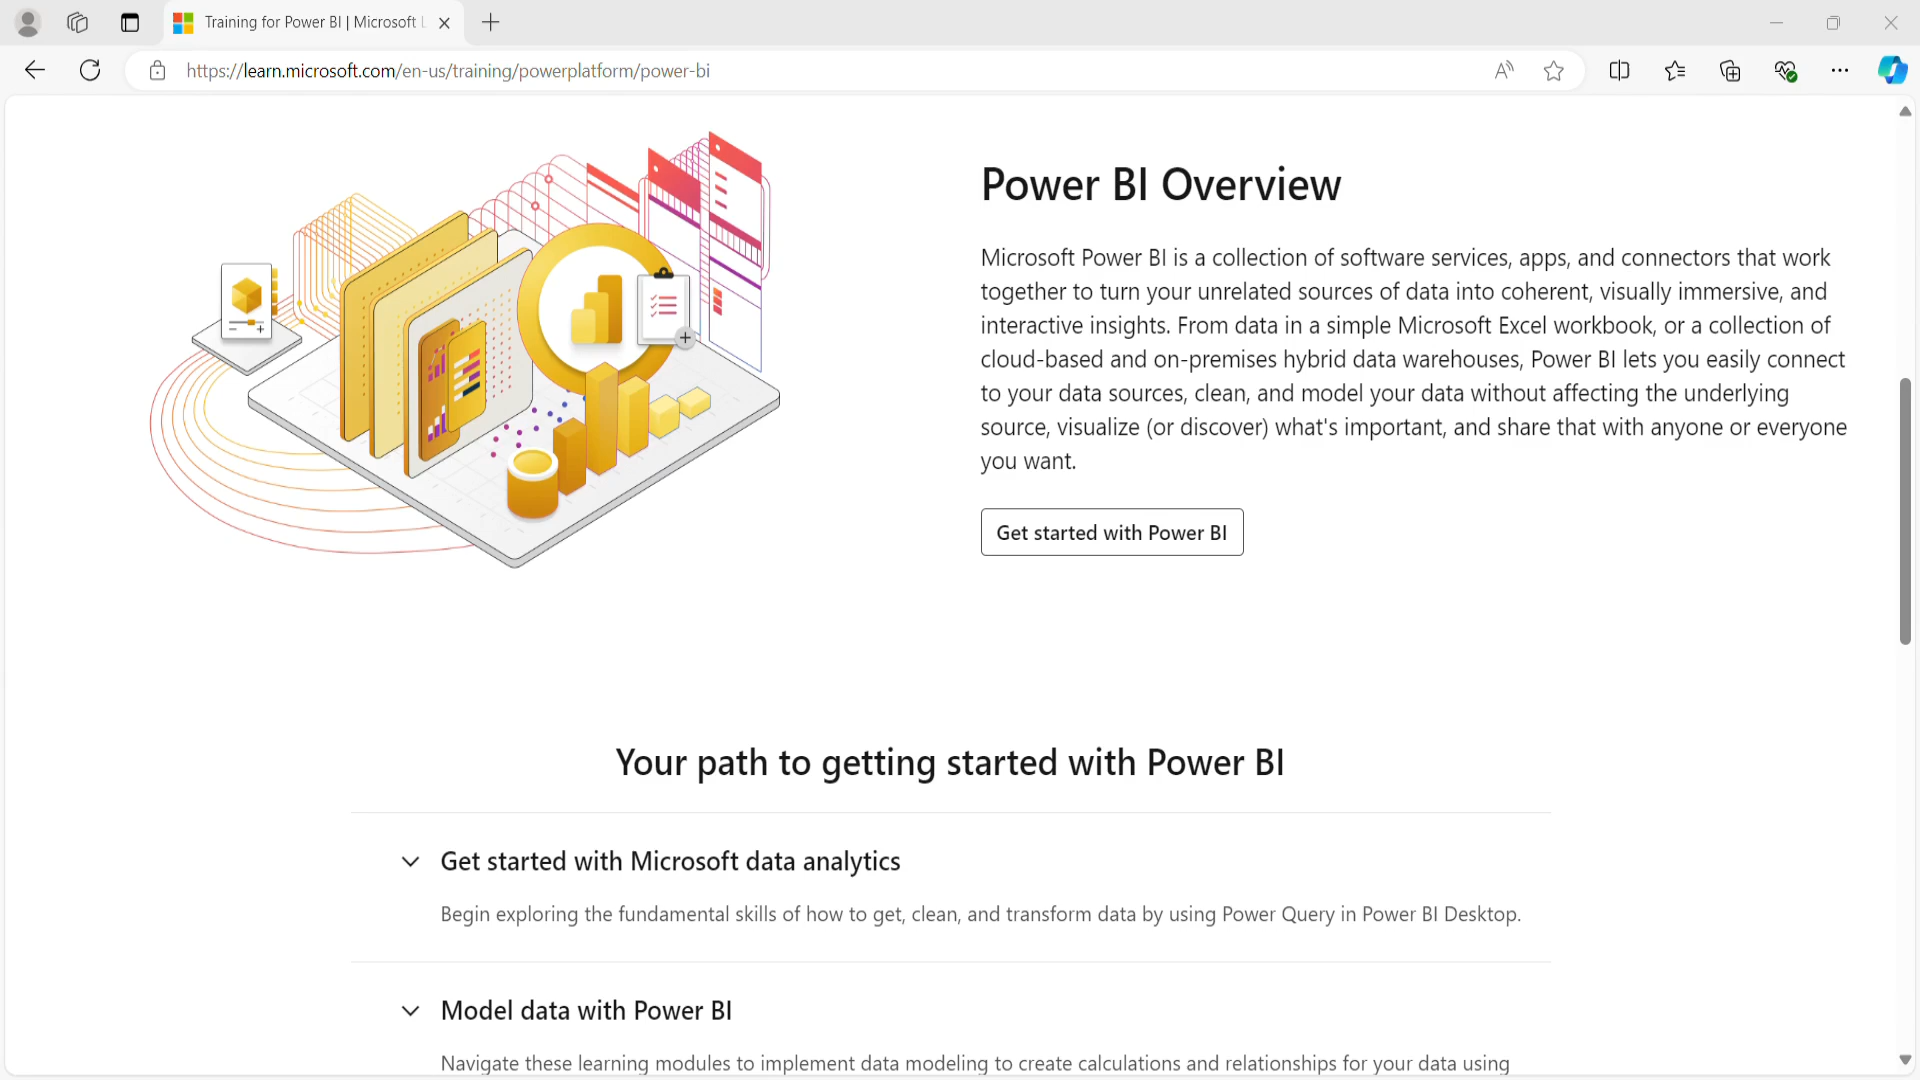 Training for Power BI | Microsoft L
https://learn.microsoft.com/en-us/training/powerplatform/power-bi
Power BI Overview
Microsoft Power BI is a collection of software services, apps, and connectors that work
together to turn your unrelated sources of data into coherent, visually immersive, and
interactive insights. From data in a simple Microsoft Excel workbook, or a collection of
cloud-based and on-premises hybrid data warehouses, Power BI lets you easily connect
to your data sources, clean, and model your data without affecting the underlying
source, visualize (or discover) what's important, and share that with anyone or everyone
you want.
Get started with Power BI
Your path to getting started with Power BI
Get started with Microsoft data analytics
Begin exploring the fundamental skills of how to get, clean, and transform data by using Power Query in Power BI Desktop.
Model data with Power BI
Navigate these learning modules to implement data modeling to create calculations and relationships for your data using